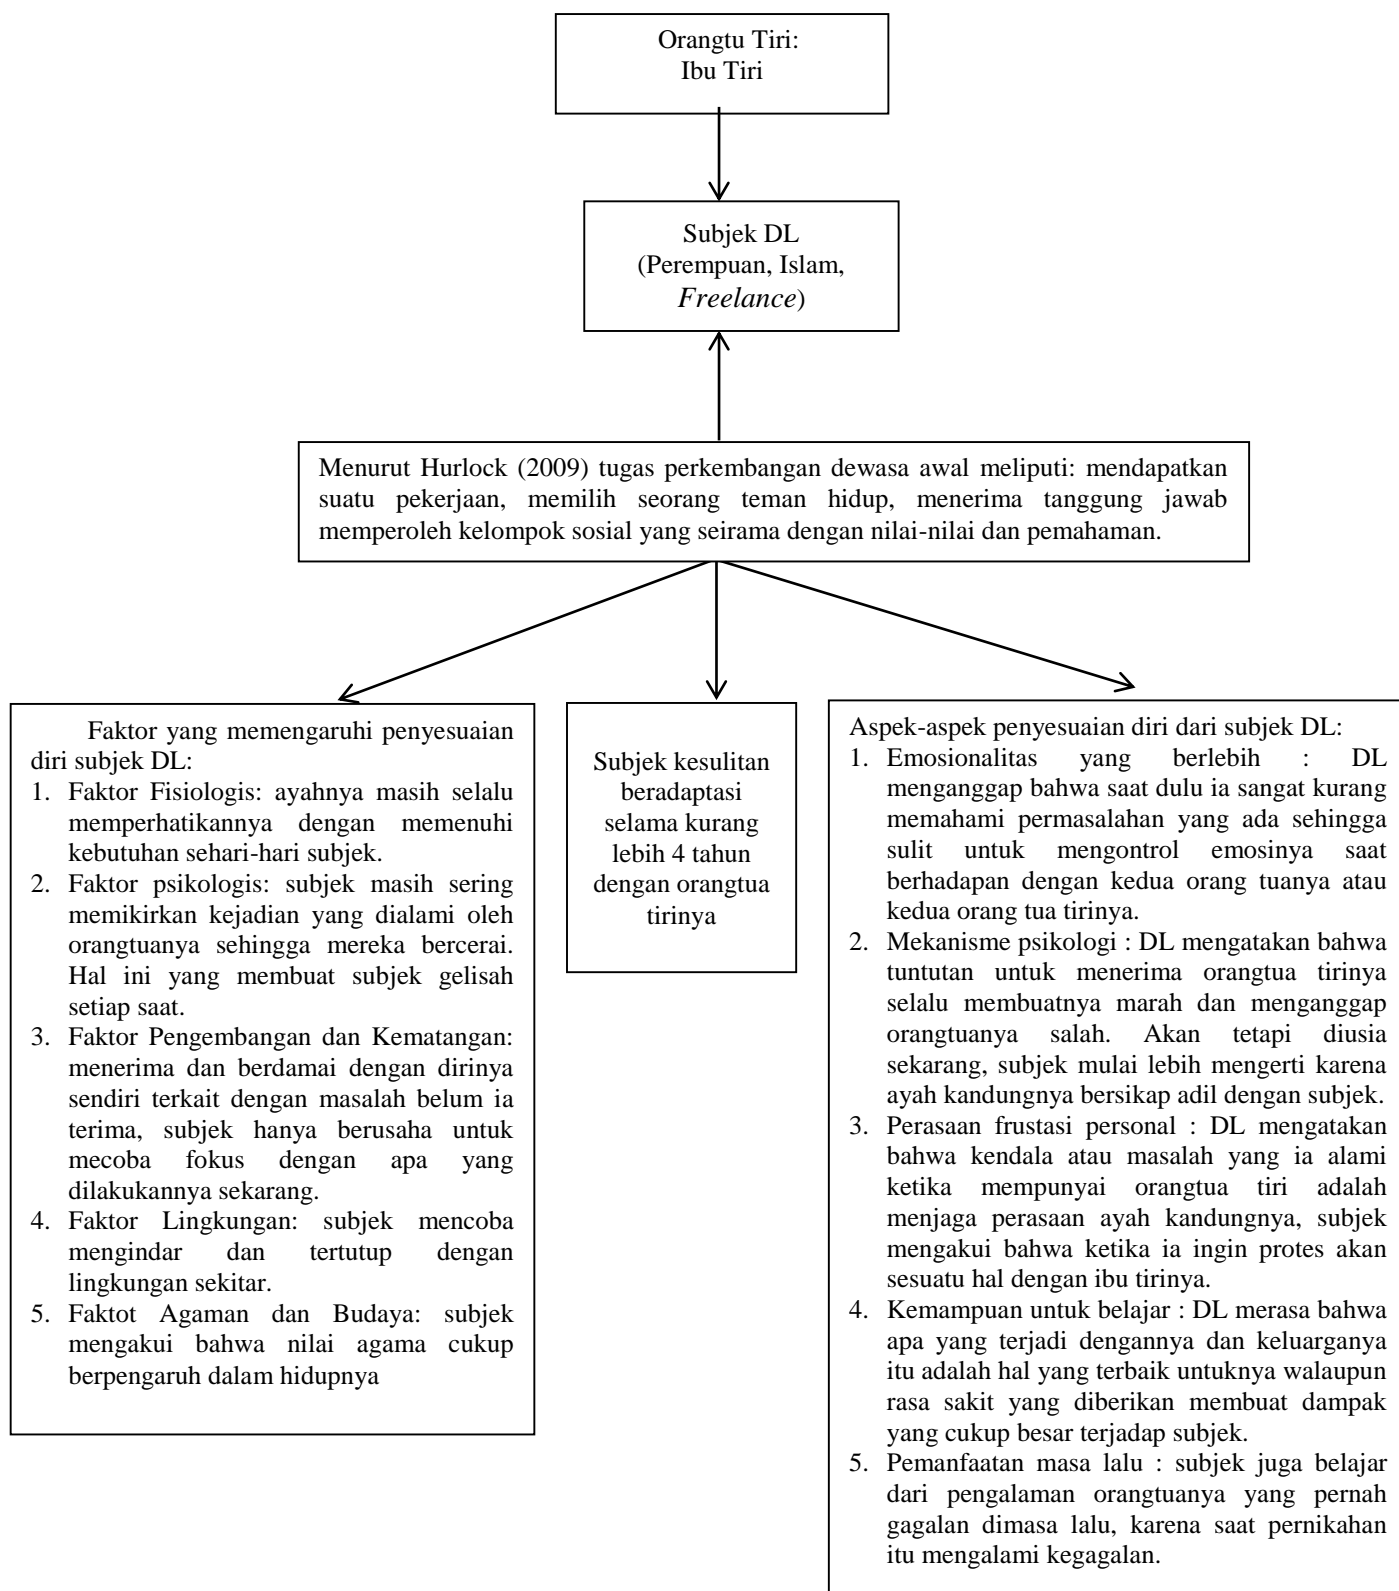 Orangtu Tiri:
Ibu Tiri
Subjek DL
(Perempuan, Islam,
Freelance)
Menurut Hurlock (2009) tugas perkembangan dewasa awal meliputi: mendapatkan
suatu pekerjaan, memilih seorang teman hidup, menerima tanggung jawab
memperoleh kelompok sosial yang seirama dengan nilai-nilai dan pemahaman.
Faktor yang memengaruhi penyesuaian
diri subjek DL:
1. Faktor Fisiologis: ayahnya masih selalu
memperhatikannya dengan memenuhi
kebutuhan sehari-hari subjek.
2. Faktor psikologis: subjek masih sering
memikirkan kejadian yang dialami oleh
orangtuanya sehingga mereka bercerai.
Hal ini yang membuat subjek gelisah
setiap saat.
3. Faktor Pengembangan dan Kematangan:
menerima dan berdamai dengan dirinya
sendiri terkait dengan masalah belum ia
terima, subjek hanya berusaha untuk
mecoba fokus dengan apa yang
dilakukannya sekarang.
4. Faktor Lingkungan: subjek mencoba
mengindar dan tertutup dengan
lingkungan sekitar.
5. Faktot Agaman dan Budaya: subjek
mengakui bahwa nilai agama cukup
berpengaruh dalam hidupnya
Subjek kesulitan
beradaptasi
selama kurang
lebih 4 tahun
dengan orangtua
tirinya
Aspek-aspek penyesuaian diri dari subjek DL:
1. Emosionalitas yang berlebih : DL
menganggap bahwa saat dulu ia sangat kurang
memahami permasalahan yang ada sehingga
sulit untuk mengontrol emosinya saat
berhadapan dengan kedua orang tuanya atau
kedua orang tua tirinya.
2. Mekanisme psikologi : DL mengatakan bahwa
tuntutan untuk menerima orangtua tirinya
selalu membuatnya marah dan menganggap
orangtuanya salah. Akan tetapi diusia
sekarang, subjek mulai lebih mengerti karena
ayah kandungnya bersikap adil dengan subjek.
3. Perasaan frustasi personal : DL mengatakan
bahwa kendala atau masalah yang ia alami
ketika mempunyai orangtua tiri adalah
menjaga perasaan ayah kandungnya, subjek
mengakui bahwa ketika ia ingin protes akan
sesuatu hal dengan ibu tirinya.
4. Kemampuan untuk belajar : DL merasa bahwa
apa yang terjadi dengannya dan keluarganya
itu adalah hal yang terbaik untuknya walaupun
rasa sakit yang diberikan membuat dampak
yang cukup besar terjadap subjek.
5. Pemanfaatan masa lalu : subjek juga belajar
dari pengalaman orangtuanya yang pernah
gagalan dimasa lalu, karena saat pernikahan
itu mengalami kegagalan.